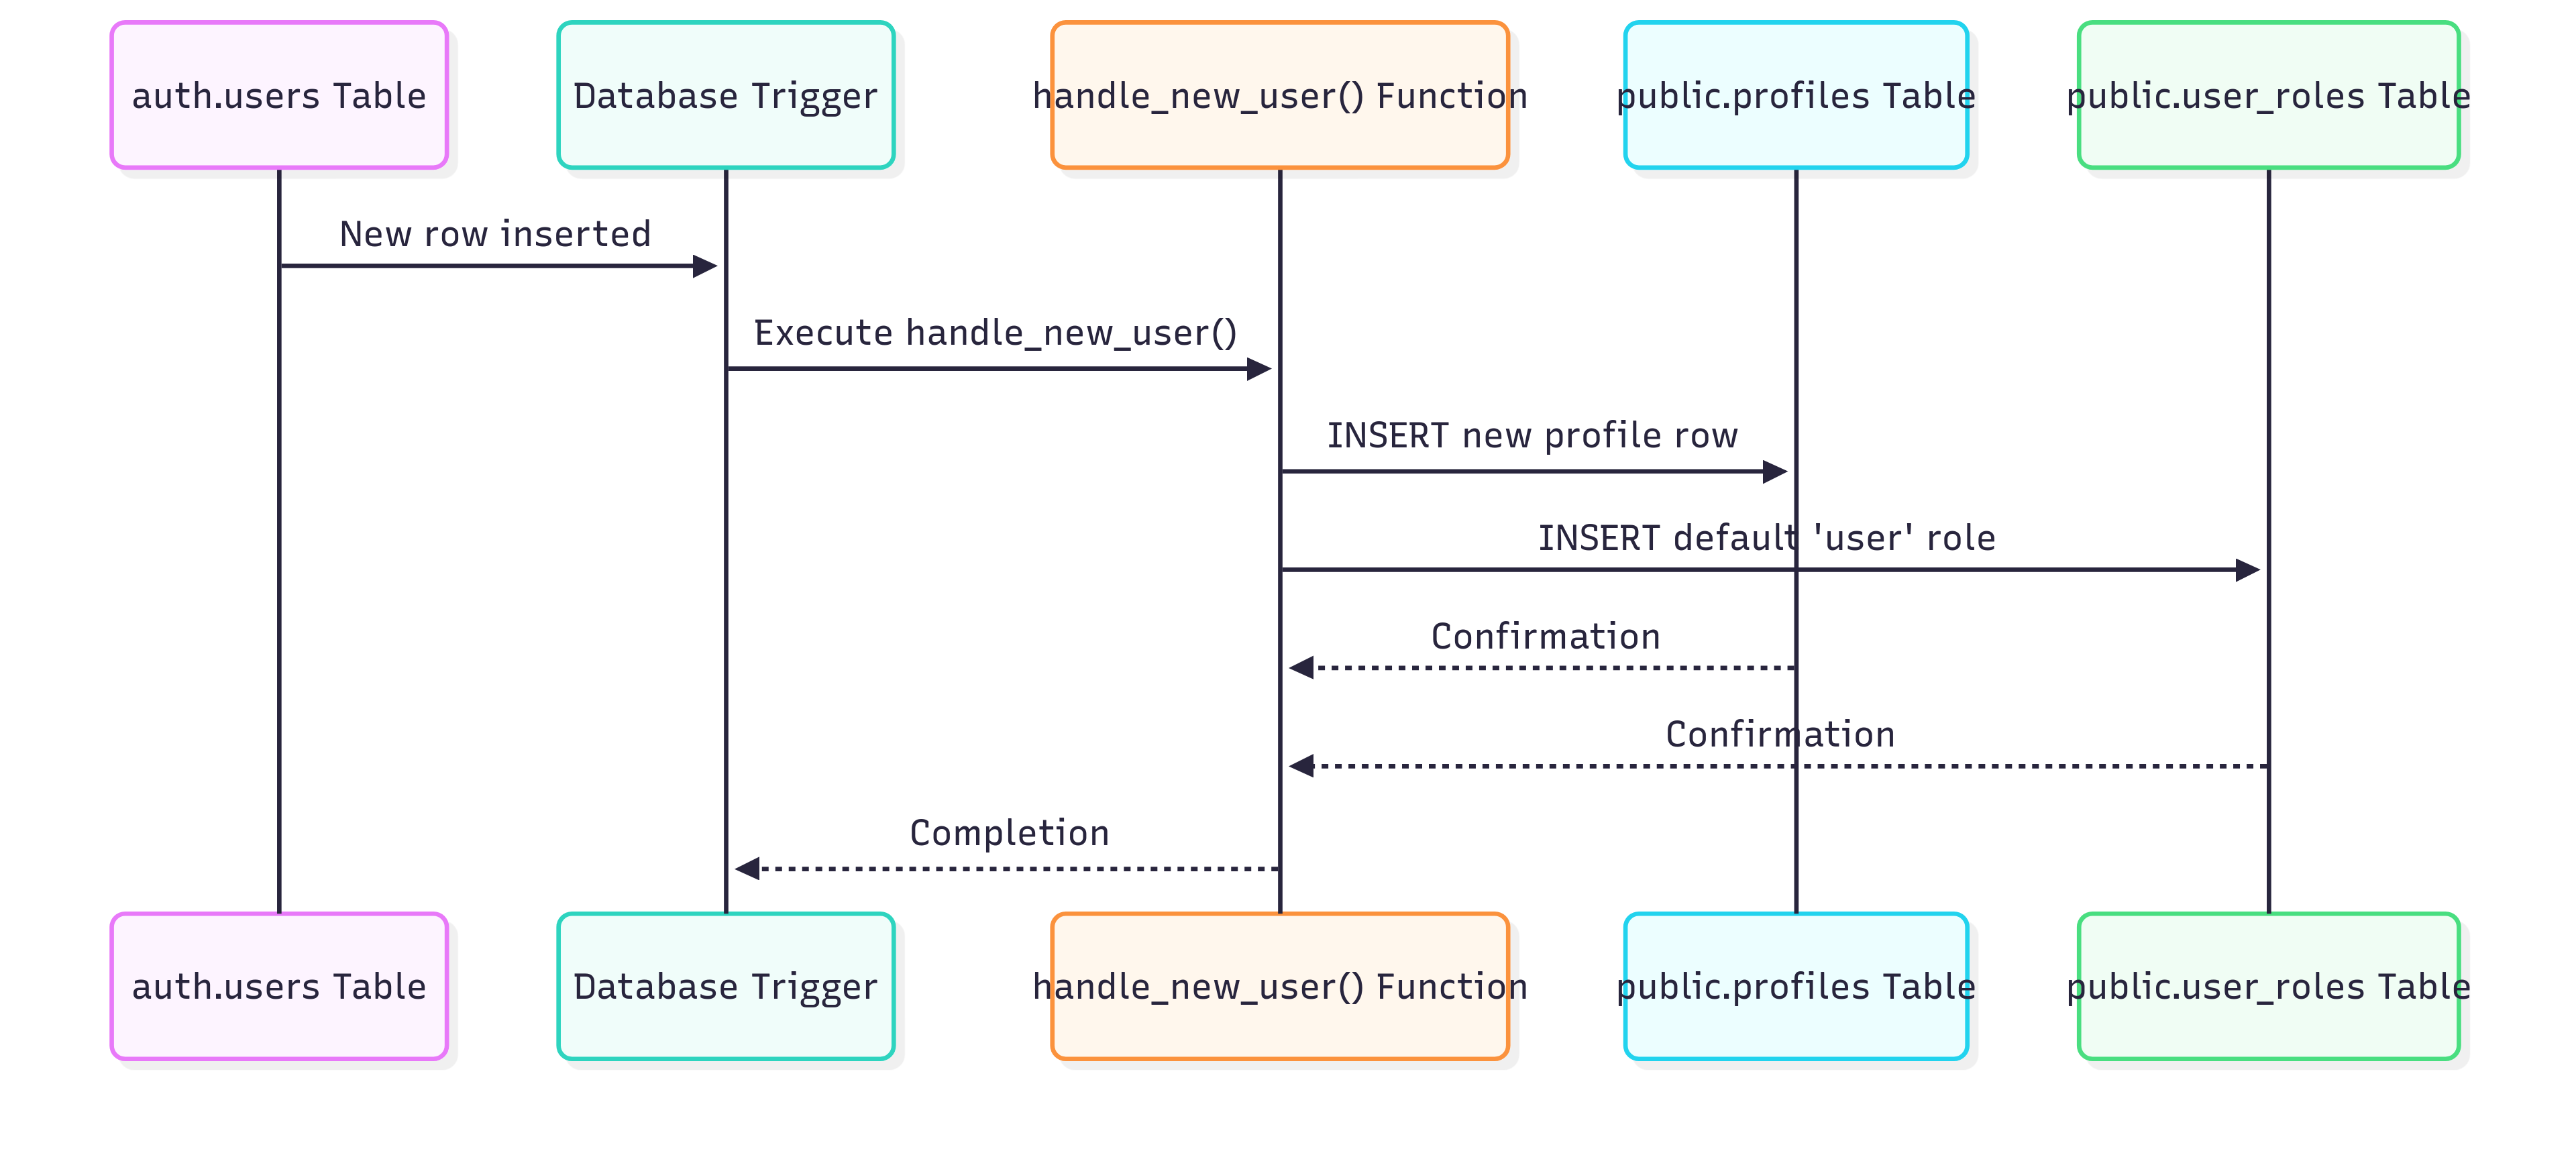 auth.users Table
Database Trigger
handle_new_user() Function
public.profiles Table
public.user_roles Table
New row inserted
Execute handle_new_user()
INSERT new profile row
INSERT default 'user' role
Confirmation
Confirmation
Completion
auth.users Table
Database Trigger
handle_new_user() Function
public.profiles Table
public.user_roles Table